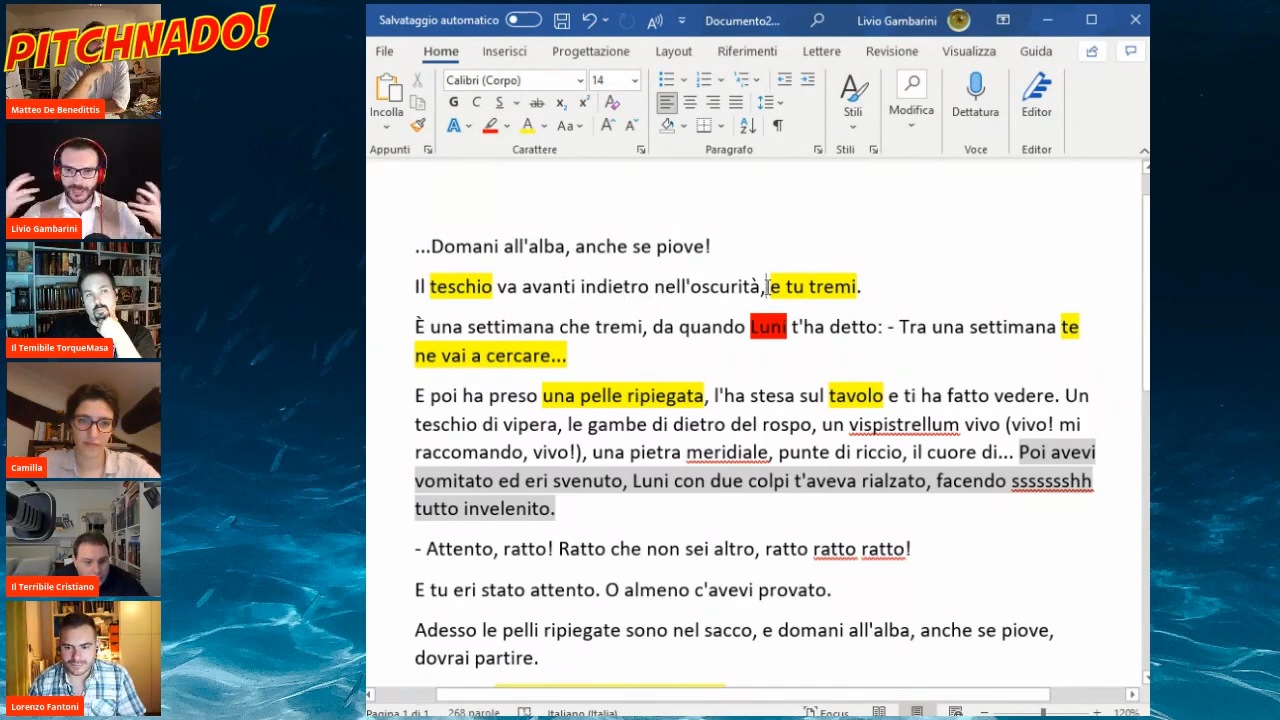 PITCHNADO!
Matteo De Benedittis
Livio Gambarini
Il Temibile TorqueMasa
Camilla
Il Terribile Cristiano
Lorenzo Fantoni
Salvataggio automatico
Documento2...
Livio Gambarini
File Home Inserisci Progettazione Layout Riferimenti Lettere Revisione Visualizza Guida
Calibri (Corpo) 14
G C S ab x₂ x²
A A Aa A A
Incolla
Stili
Modifica
Dettatura
Editor
Appunti Carattere Paragrafo Stili Voce Editor
...Domani all'alba, anche se piove!
Il teschio va avanti indietro nell'oscurità, e tu tremi.
È una settimana che tremi, da quando Luni t'ha detto: - Tra una settimana te
ne vai a cercare...
E poi ha preso una pelle ripiegata, l'ha stesa sul tavolo e ti ha fatto vedere. Un
teschio di vipera, le gambe di dietro del rospo, un vispistrellum vivo (vivo! mi
raccomando, vivo!), una pietra meridiale, punte di riccio, il cuore di... Poi avevi
vomitato ed eri svenuto, Luni con due colpi t'aveva rialzato, facendo ssssssshh
tutto invelenito.
- Attento, ratto! Ratto che non sei altro, ratto ratto ratto!
E tu eri stato attento. O almeno c'avevi provato.
Adesso le pelli ripiegate sono nel sacco, e domani all'alba, anche se piove,
dovrai partire.
Pagina 1 di 1 268 parole Italiano (Italia) Focus 120%